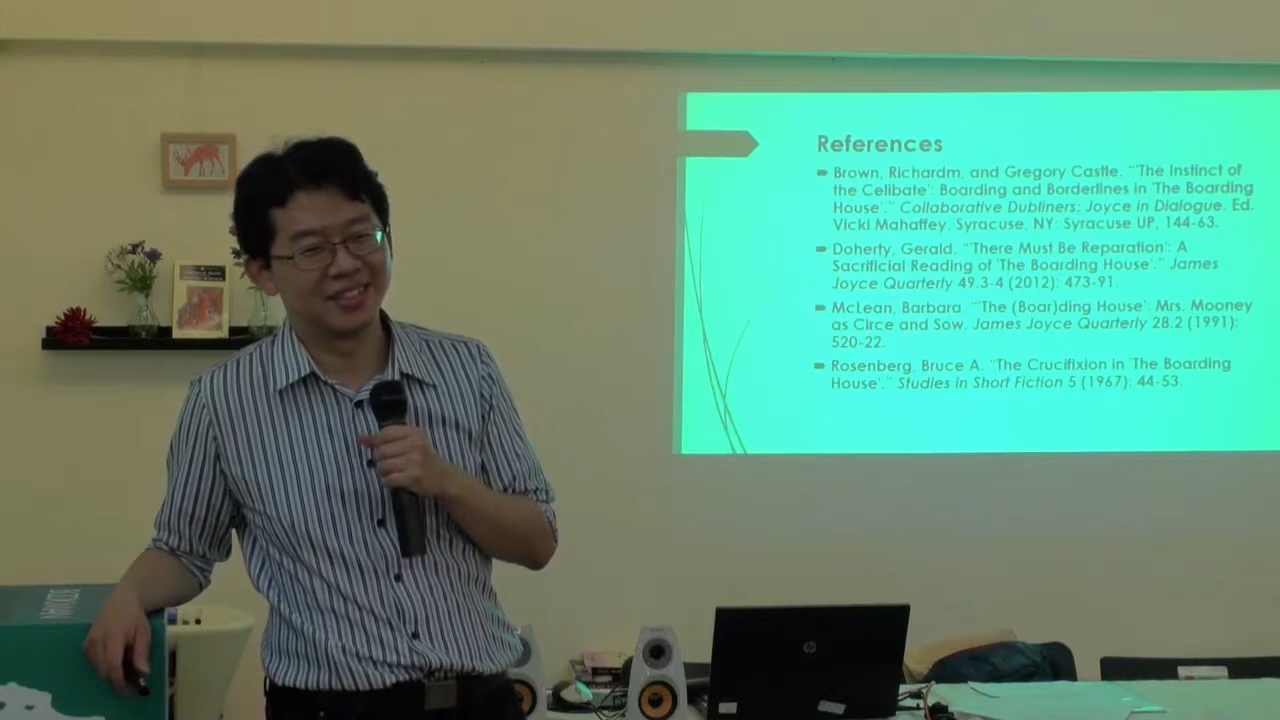 References
Brown, Richardm, and Gregory Castle. “‘The Instinct of
the Celibate’: Boarding and Borderlines in ‘The Boarding
House’.” Collaborative Dubliners: Joyce in Dialogue. Ed.
Vicki Mahaffey. Syracuse, NY: Syracuse UP, 144-63.
Doherty, Gerald. “‘There Must Be Reparation’: A
Sacrificial Reading of ‘The Boarding House’.” James
Joyce Quarterly 49.3-4 (2012): 473-91.
McLean, Barbara. “‘The (Boar)ding House’: Mrs. Mooney
as Circe and Sow. James Joyce Quarterly 28.2 (1991):
520-22.
Rosenberg, Bruce A. “The Crucifixion in ‘The Boarding
House’.” Studies in Short Fiction 5 (1967): 44-53.
hp